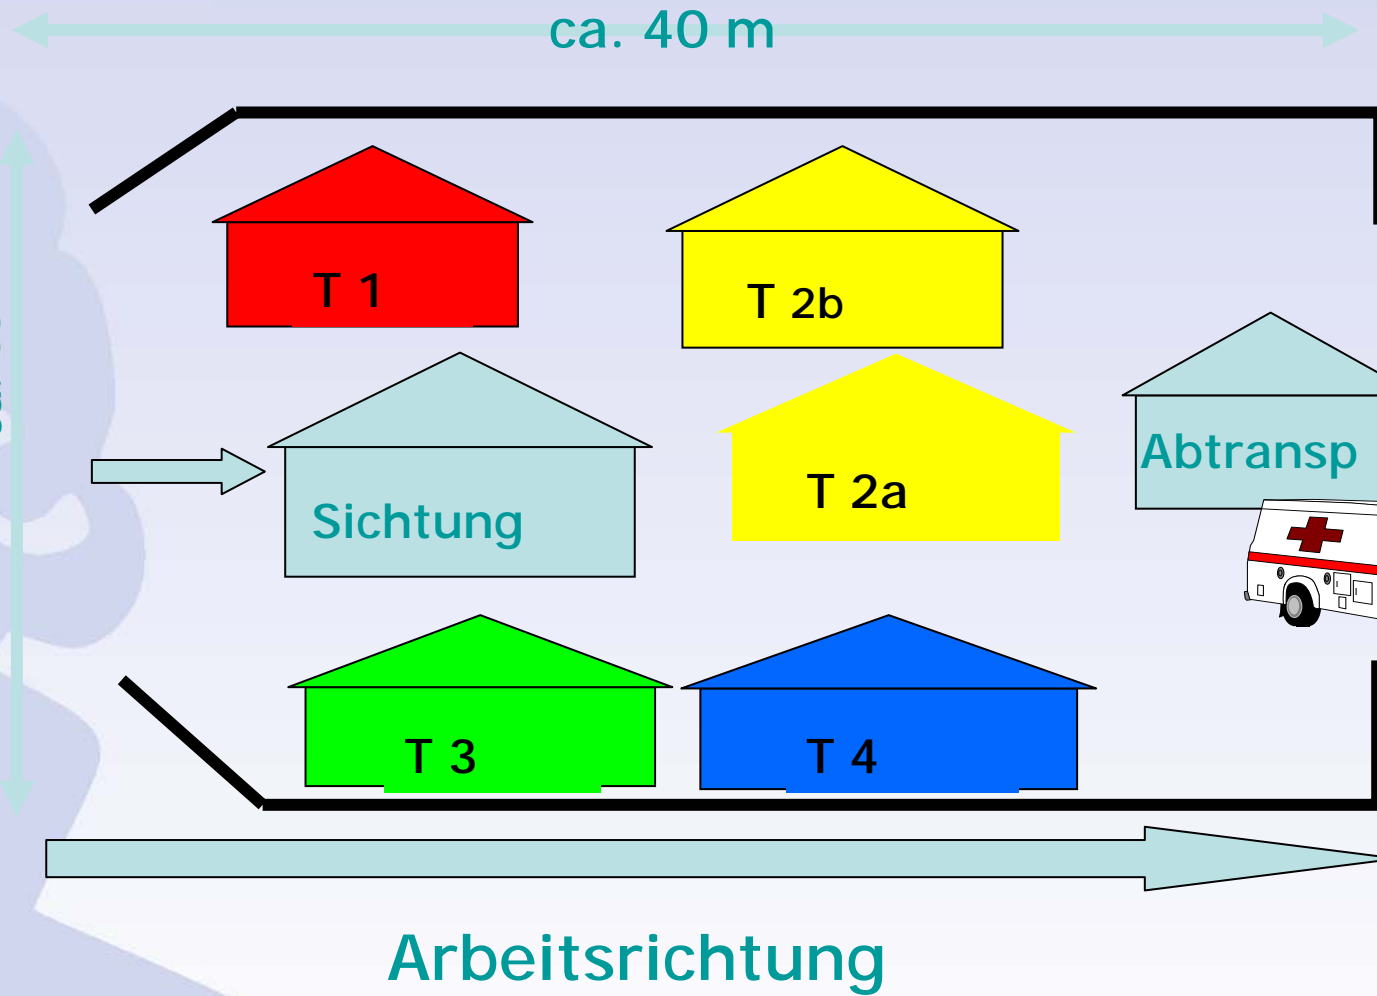 ca. 40 m
T 1
T 2b
Abtransp
T 2a
Sichtung
T 3
T 4
Arbeitsrichtung